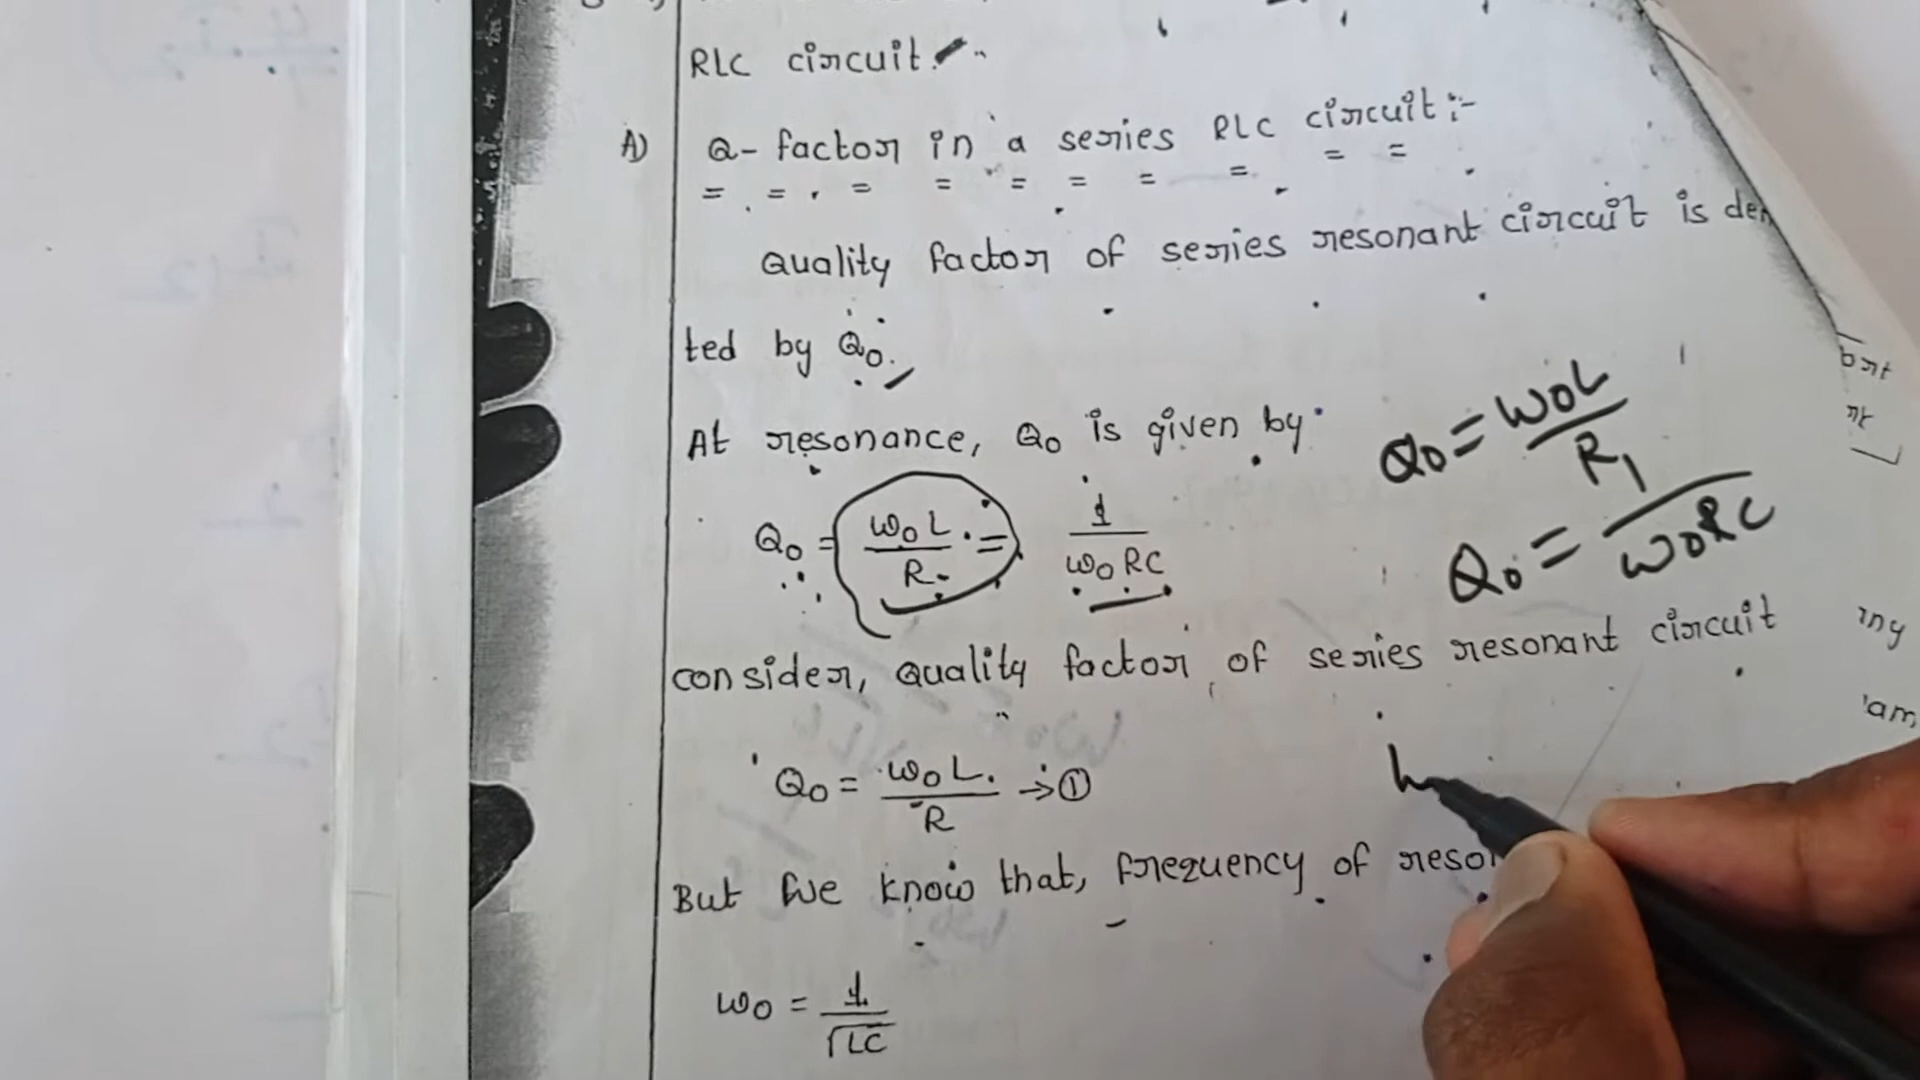 RLC circuit.
A) Q-factor in a series RLC circuit:-
Quality factor of series resonant circuit is den
ted by Q₀.
At resonance, Q₀ is given by
Q₀ = ω₀L / R = 1 / ω₀RC
Q₀ = ω₀L / R
Q₀ = 1 / ω₀RC
consider, Quality factor of series resonant circuit
Q₀ = ω₀L / R → ①
But we know that, frequency of reson
ω₀ = 1 / √LC